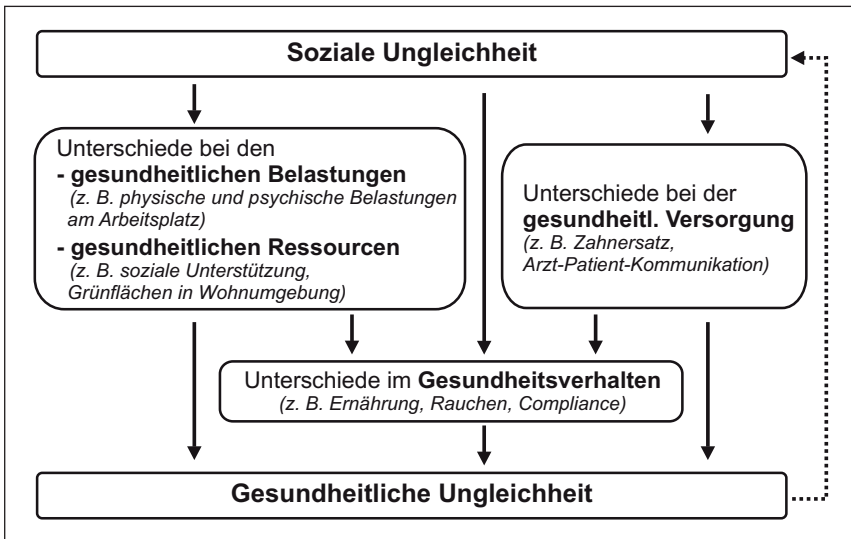 Soziale Ungleichheit
Unterschiede bei den
- gesundheitlichen Belastungen
(z. B. physische und psychische Belastungen
am Arbeitsplatz)
- gesundheitlichen Ressourcen
(z. B. soziale Unterstützung,
Grünflächen in Wohnumgebung)
Unterschiede bei der
gesundheitl. Versorgung
(z. B. Zahnersatz,
Arzt-Patient-Kommunikation)
Unterschiede im Gesundheitsverhalten
(z. B. Ernährung, Rauchen, Compliance)
Gesundheitliche Ungleichheit